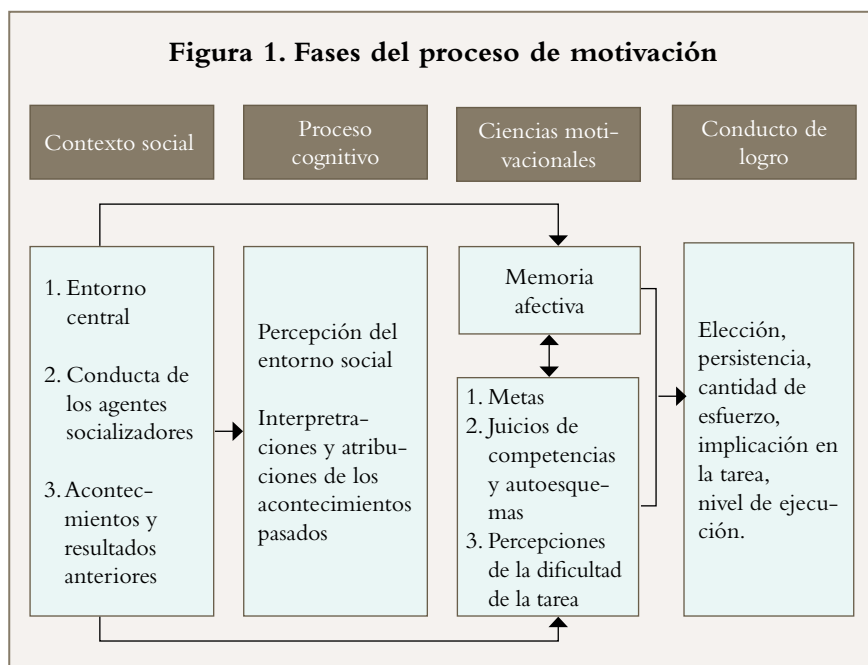 Figura 1. Fases del proceso de motivación
Contexto social
Proceso
cognitivo
Ciencias moti-
vacionales
Conducto de
logro
1. Entorno
central
2. Conducta de
los agentes
socializadores
3. Acontec-
mientos y
resultados
anteriores
Percepción del
entorno social
Interpretra-
ciones y atribu-
ciones de los
acontecimientos
pasados
Memoria
afectiva
1. Metas
2. Juicios de
competencias
y autoesque-
mas
3. Percepciones
de la dificultad
de la tarea
Elección,
persistencia,
cantidad de
esfuerzo,
implicación en
la tarea,
nivel de ejecu-
ción.